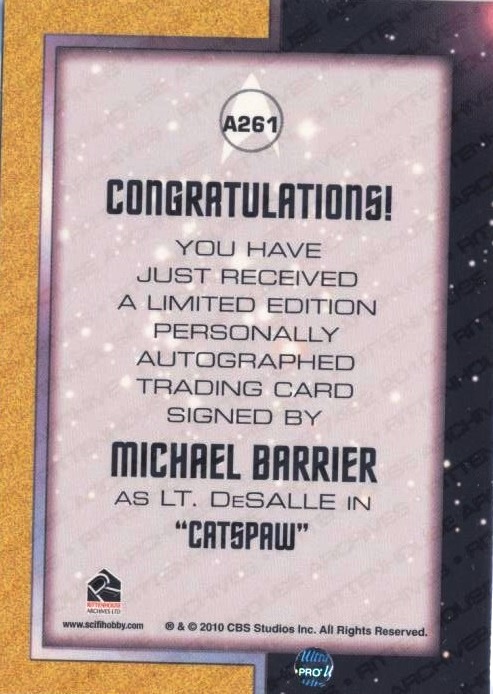 A261
CONGRATULATIONS!
YOU HAVE
JUST RECEIVED
A LIMITED EDITION
PERSONALLY
AUTOGRAPHED
TRADING CARD
SIGNED BY
MICHAEL BARRIER
AS LT. DESALLE IN
"CATSPAW"
RITTENHOUSE
ARCHIVES LTD
www.scifihobby.com
® & © 2010 CBS Studios Inc. All Rights Reserved.
Ultra
PRO